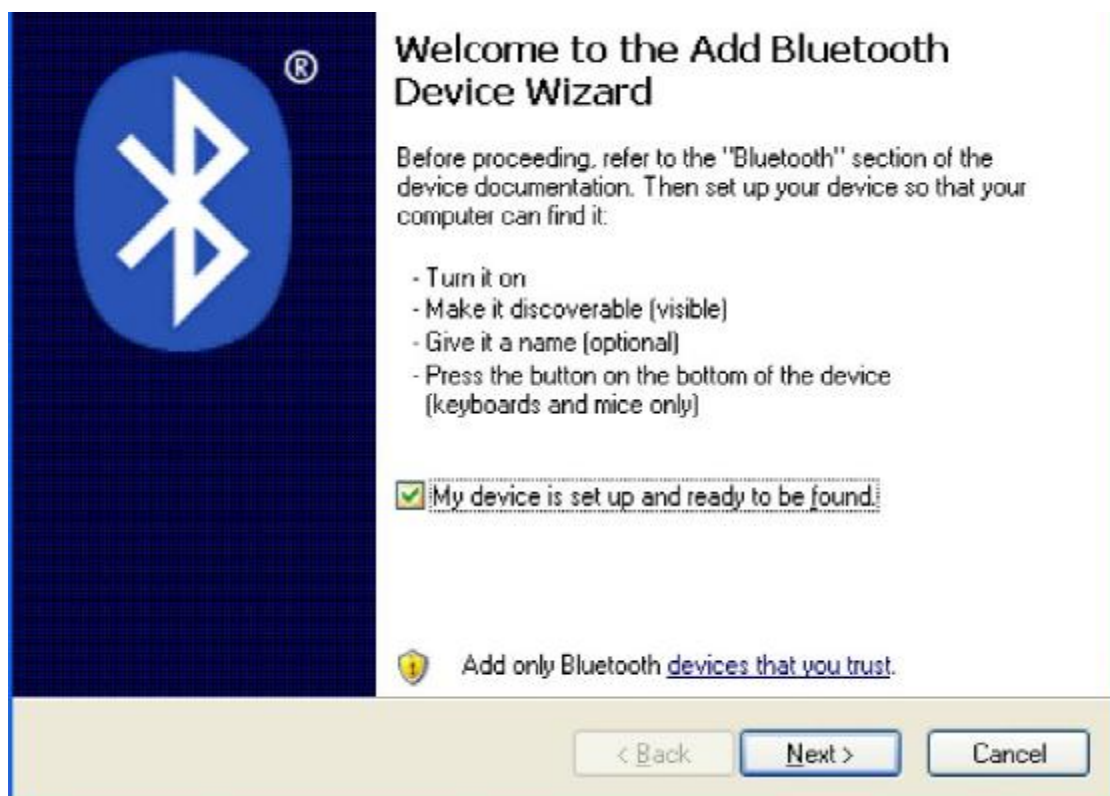 ®
Welcome to the Add Bluetooth
Device Wizard
Before proceeding, refer to the "Bluetooth" section of the
device documentation. Then set up your device so that your
computer can find it:
- Turn it on
- Make it discoverable (visible)
- Give it a name (optional)
- Press the button on the bottom of the device
(keyboards and mice only)
My device is set up and ready to be found.
Add only Bluetooth devices that you trust.
< Back Next > Cancel